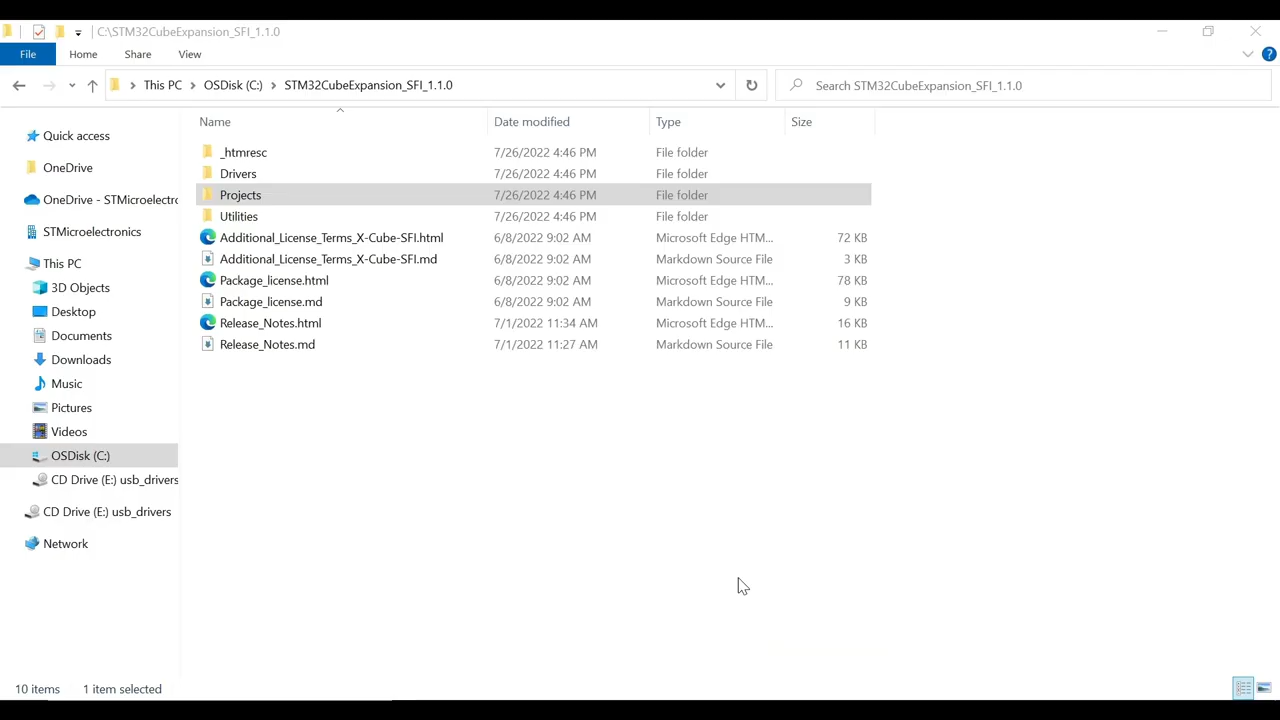 C:\STM32CubeExpansion_SFI_1.1.0
File Home Share View
This PC OSDisk (C:) STM32CubeExpansion_SFI_1.1.0 Search STM32CubeExpansion_SFI_1.1.0
Quick access
OneDrive
OneDrive - STMicroelectro
STMicroelectronics
This PC
3D Objects
Desktop
Documents
Downloads
Music
Pictures
Videos
OSDisk (C:)
CD Drive (E:) usb_drivers
CD Drive (E:) usb_drivers
Network
Name Date modified Type Size
_htmresc 7/26/2022 4:46 PM File folder
Drivers 7/26/2022 4:46 PM File folder
Projects 7/26/2022 4:46 PM File folder
Utilities 7/26/2022 4:46 PM File folder
Additional_License_Terms_X-Cube-SFI.html 6/8/2022 9:02 AM Microsoft Edge HTM... 72 KB
Additional_License_Terms_X-Cube-SFI.md 6/8/2022 9:02 AM Markdown Source File 3 KB
Package_license.html 6/8/2022 9:02 AM Microsoft Edge HTM... 78 KB
Package_license.md 6/8/2022 9:02 AM Markdown Source File 9 KB
Release_Notes.html 7/1/2022 11:34 AM Microsoft Edge HTM... 16 KB
Release_Notes.md 7/1/2022 11:27 AM Markdown Source File 11 KB
10 items 1 item selected